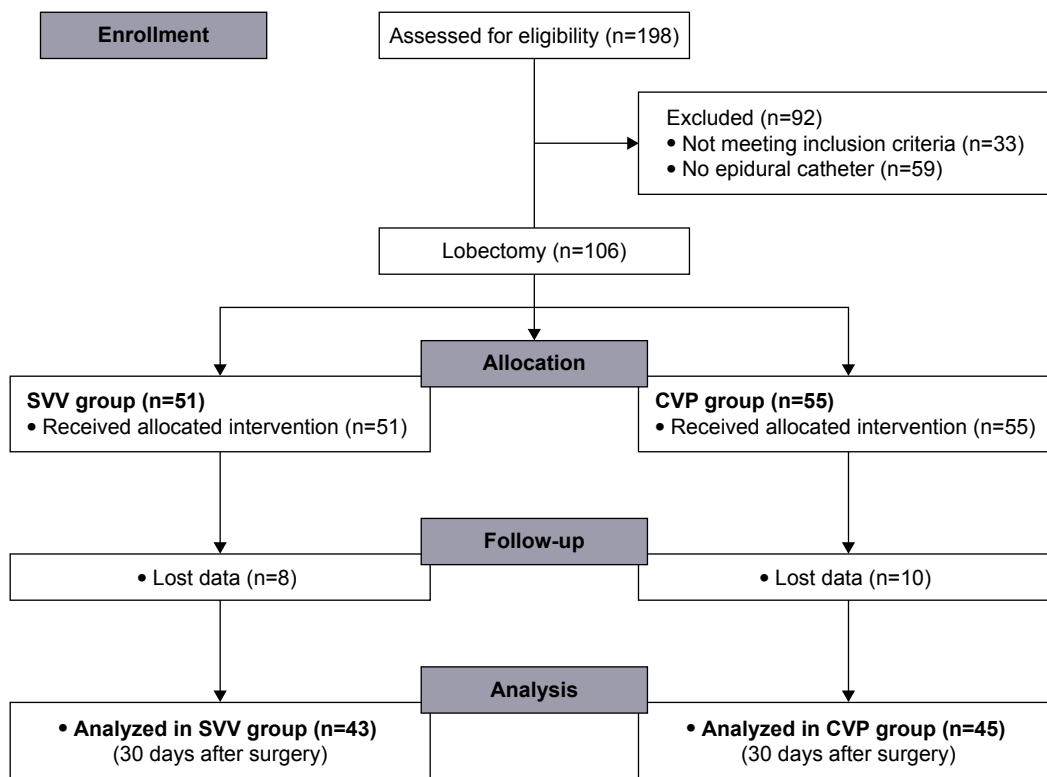 Enrollment
Assessed for eligibility (n=198)
Excluded (n=92)
• Not meeting inclusion criteria (n=33)
• No epidural catheter (n=59)
Lobectomy (n=106)
Allocation
SVV group (n=51)
• Received allocated intervention (n=51)
CVP group (n=55)
• Received allocated intervention (n=55)
Follow-up
• Lost data (n=8)
• Lost data (n=10)
Analysis
• Analyzed in SVV group (n=43)
(30 days after surgery)
• Analyzed in CVP group (n=45)
(30 days after surgery)